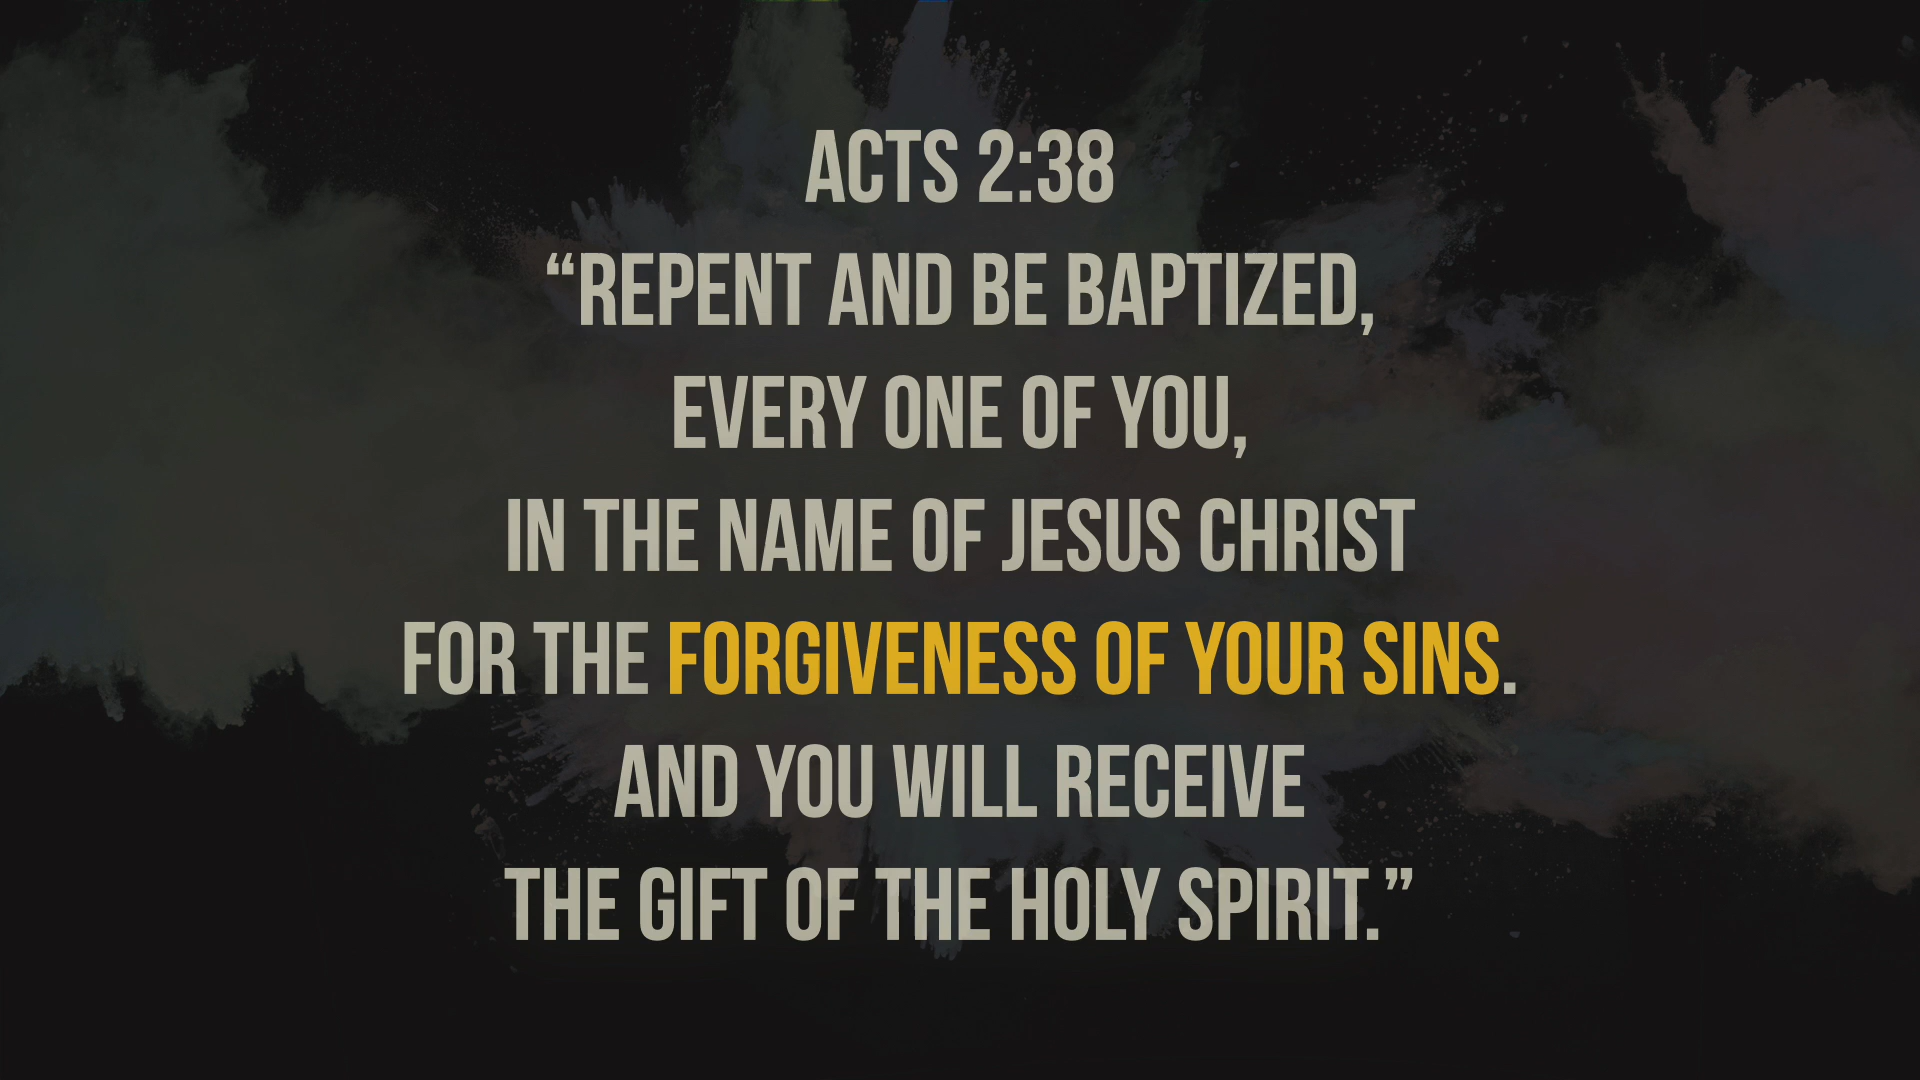 ACTS 2:38
“REPENT AND BE BAPTIZED,
EVERY ONE OF YOU,
IN THE NAME OF JESUS CHRIST
FOR THE FORGIVENESS OF YOUR SINS.
AND YOU WILL RECEIVE
THE GIFT OF THE HOLY SPIRIT.”